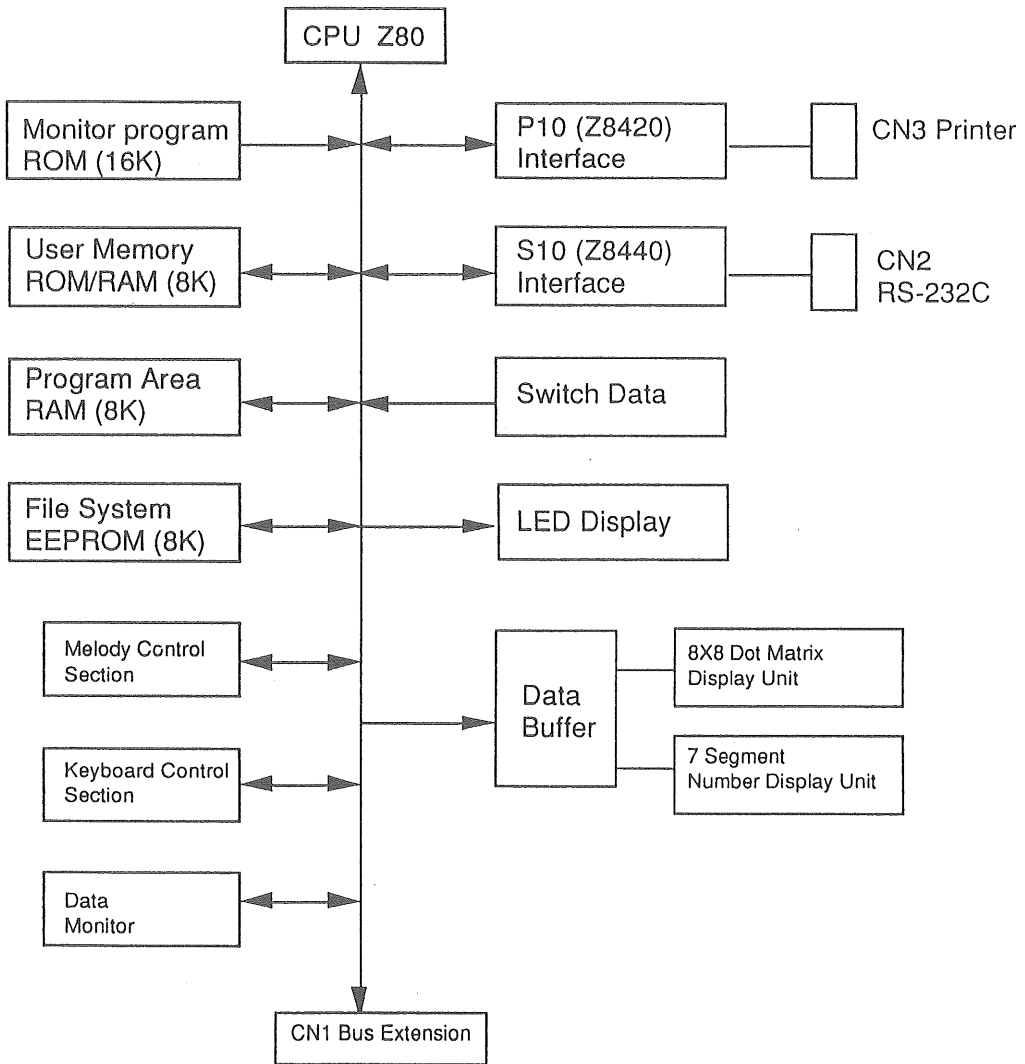 CPU Z80
Monitor program
ROM (16K)
P10 (Z8420)
Interface
CN3 Printer
User Memory
ROM/RAM (8K)
S10 (Z8440)
Interface
CN2
RS-232C
Program Area
RAM (8K)
Switch Data
File System
EEPROM (8K)
LED Display
Melody Control
Section
Data
Buffer
8X8 Dot Matrix
Display Unit
7 Segment
Number Display Unit
Keyboard Control
Section
Data
Monitor
CN1 Bus Extension